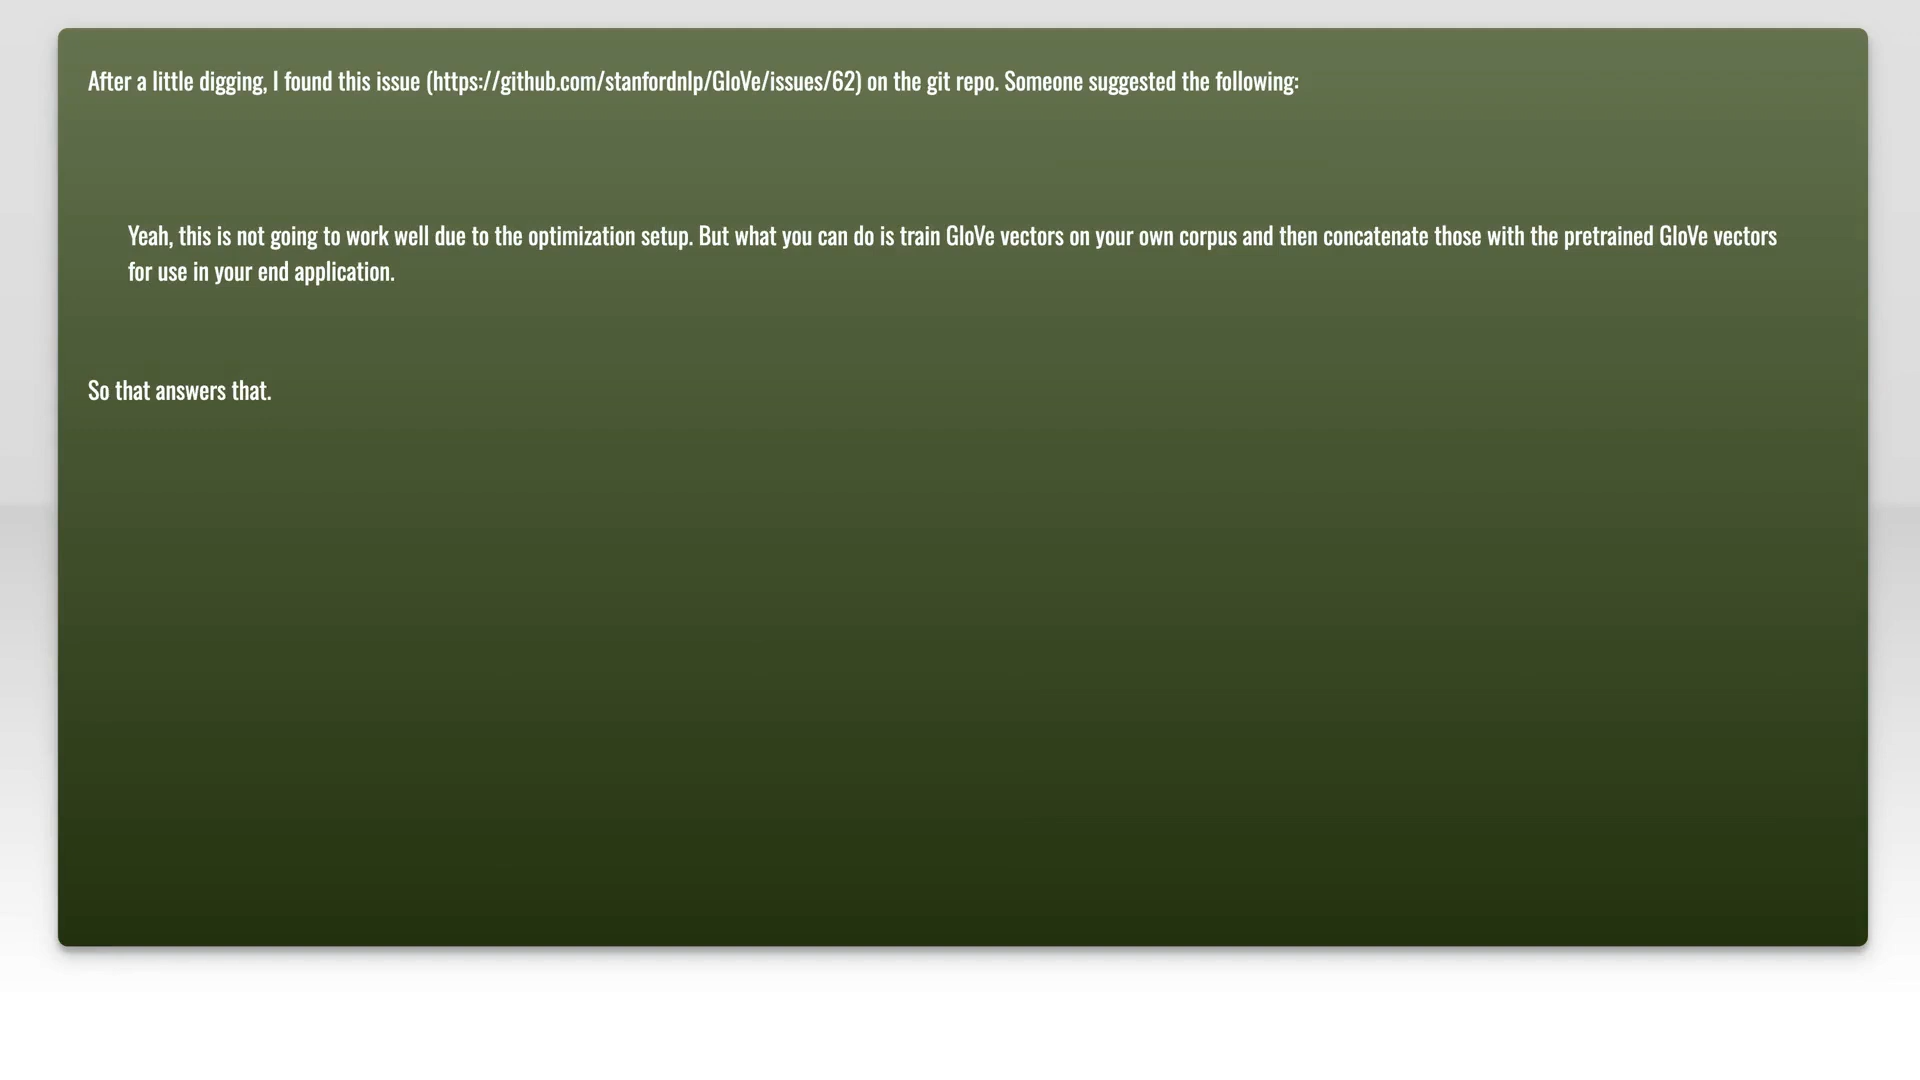 After a little digging, I found this issue (https://github.com/stanfordnlp/GloVe/issues/62) on the git repo. Someone suggested the following:
Yeah, this is not going to work well due to the optimization setup. But what you can do is train GloVe vectors on your own corpus and then concatenate those with the pretrained GloVe vectors
for use in your end application.
So that answers that.